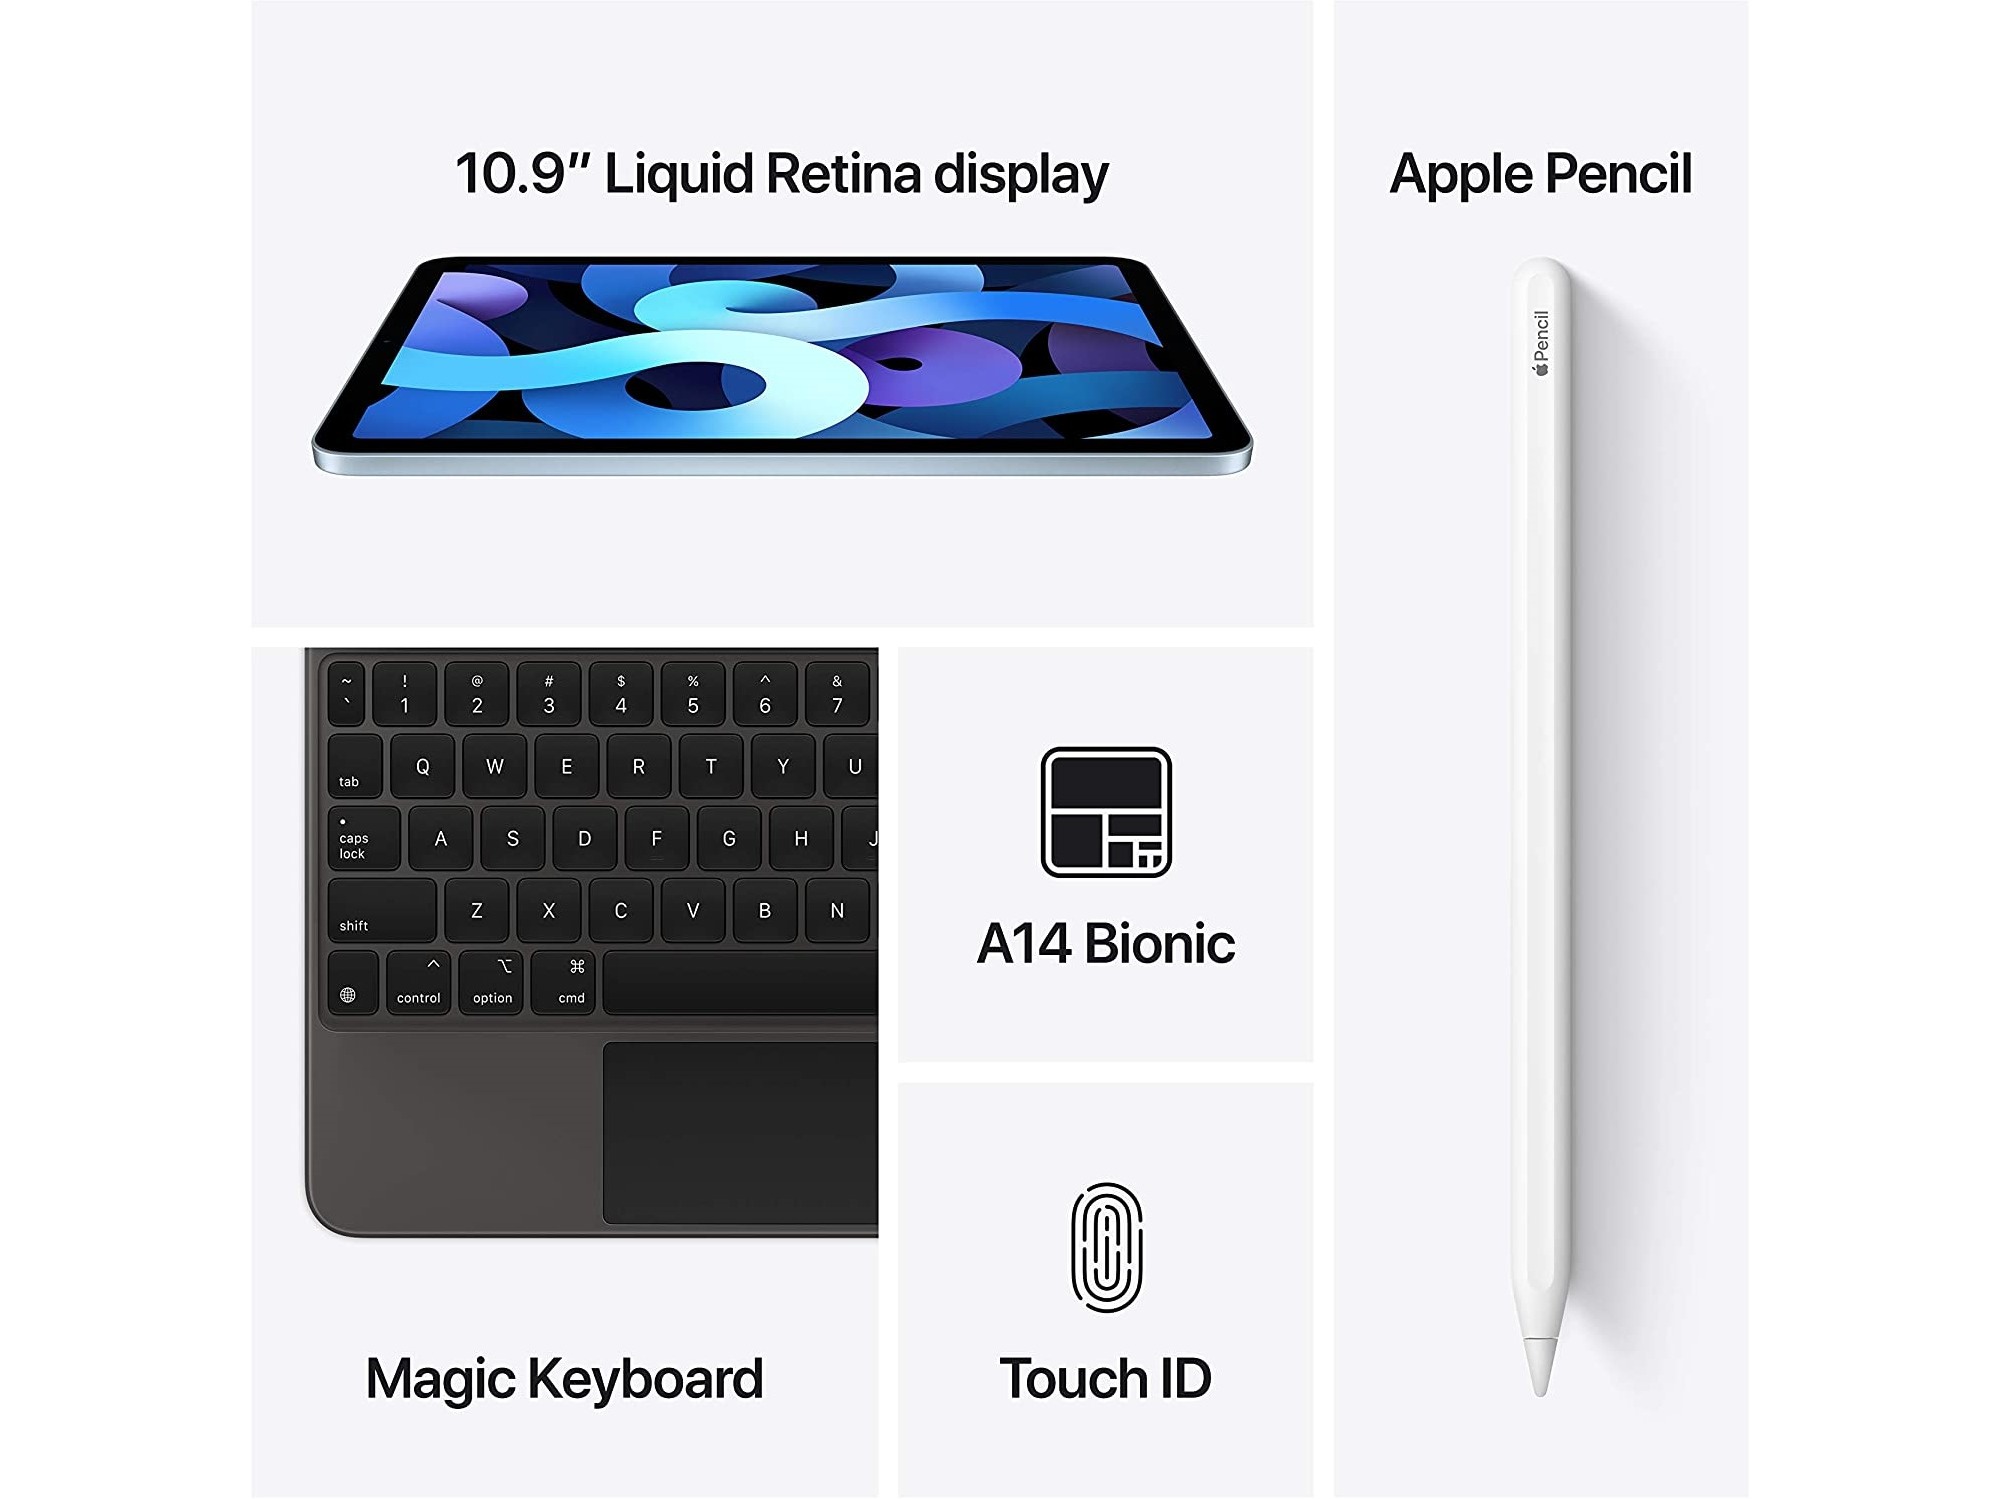 10.9” Liquid Retina display
Apple Pencil
Pencil
~ ! @ # $ % ^ &
` 1 2 3 4 5 6 7
tab Q W E R T Y U
caps lock A S D F G H J
shift Z X C V B N
^ ⌥ ⌘
control option cmd
A14 Bionic
Magic Keyboard
Touch ID